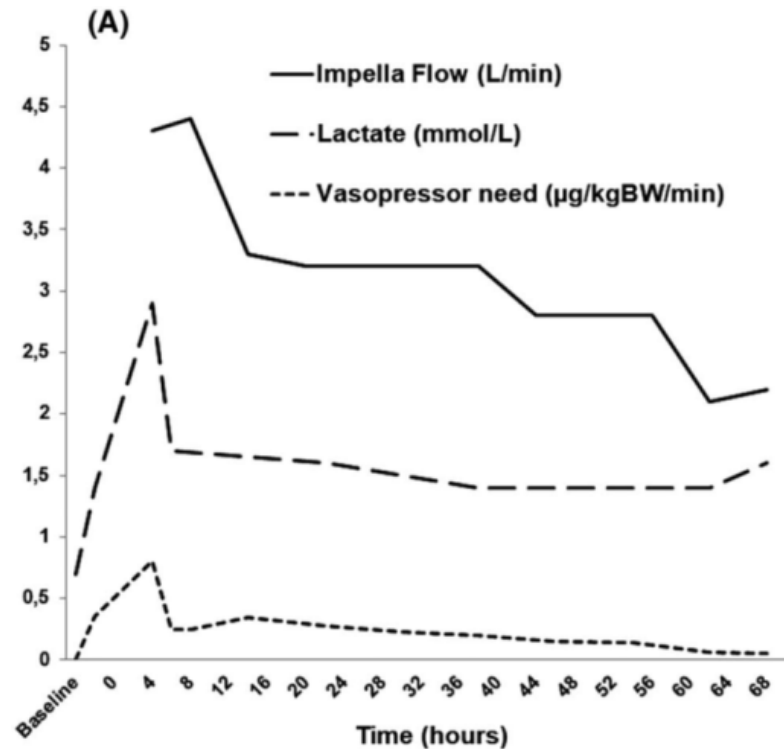 (A)
5
4,5
4
3,5
3
2,5
2
1,5
1
0,5
0
Impella Flow (L/min)
Lactate (mmol/L)
Vasopressor need (µg/kgBW/min)
Baseline 0 4 8 12 16 20 24 28 32 36 40 44 48 52 56 60 64 68
Time (hours)